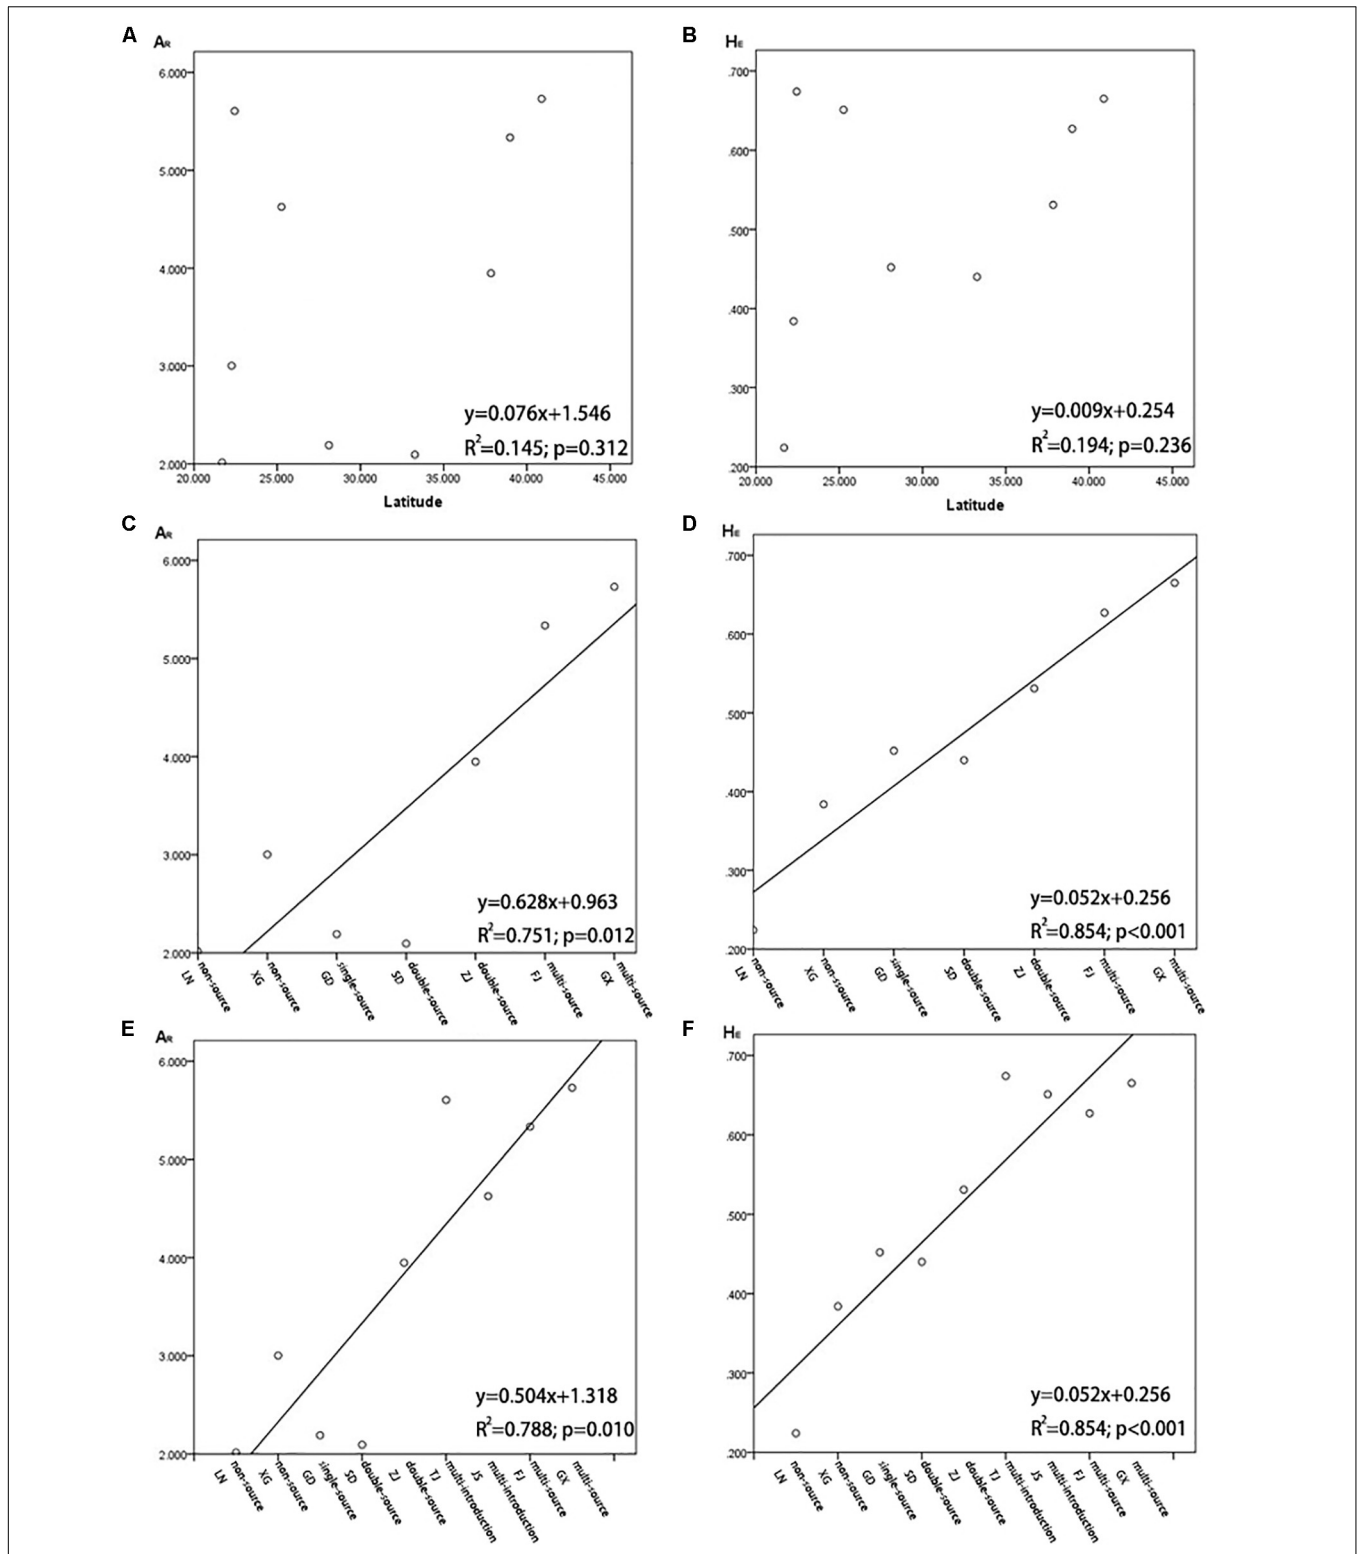 A
AR
6.000
5.000
4.000
3.000
2.000
20.000 25.000 30.000 35.000 40.000 45.000
Latitude
y=0.076x+1.546
R²=0.145; p=0.312
B
HE
.700
.600
.500
.400
.300
.200
20.000 25.000 30.000 35.000 40.000 45.000
Latitude
y=0.009x+0.254
R²=0.194; p=0.236
C
AR
6.000
5.000
4.000
3.000
2.000
y=0.628x+0.963
R²=0.751; p=0.012
LN non-source
XG non-source
GD single-source
SD double-source
ZJ double-source
FJ multi-source
GX multi-source
D
HE
.700
.600
.500
.400
.300
.200
y=0.052x+0.256
R²=0.854; p<0.001
LN non-source
XG non-source
GD single-source
SD double-source
ZJ double-source
FJ multi-source
GX multi-source
E
AR
6.000
5.000
4.000
3.000
2.000
y=0.504x+1.318
R²=0.788; p=0.010
LN non-source
XG non-source
GD single-source
SD double-source
ZJ double-source
TJ multi-introduction
JS multi-introduction
FJ multi-source
GX multi-source
F
HE
.700
.600
.500
.400
.300
.200
y=0.052x+0.256
R²=0.854; p<0.001
LN non-source
XG non-source
GD single-source
SD double-source
ZJ double-source
TJ multi-introduction
JS multi-introduction
FJ multi-source
GX multi-source